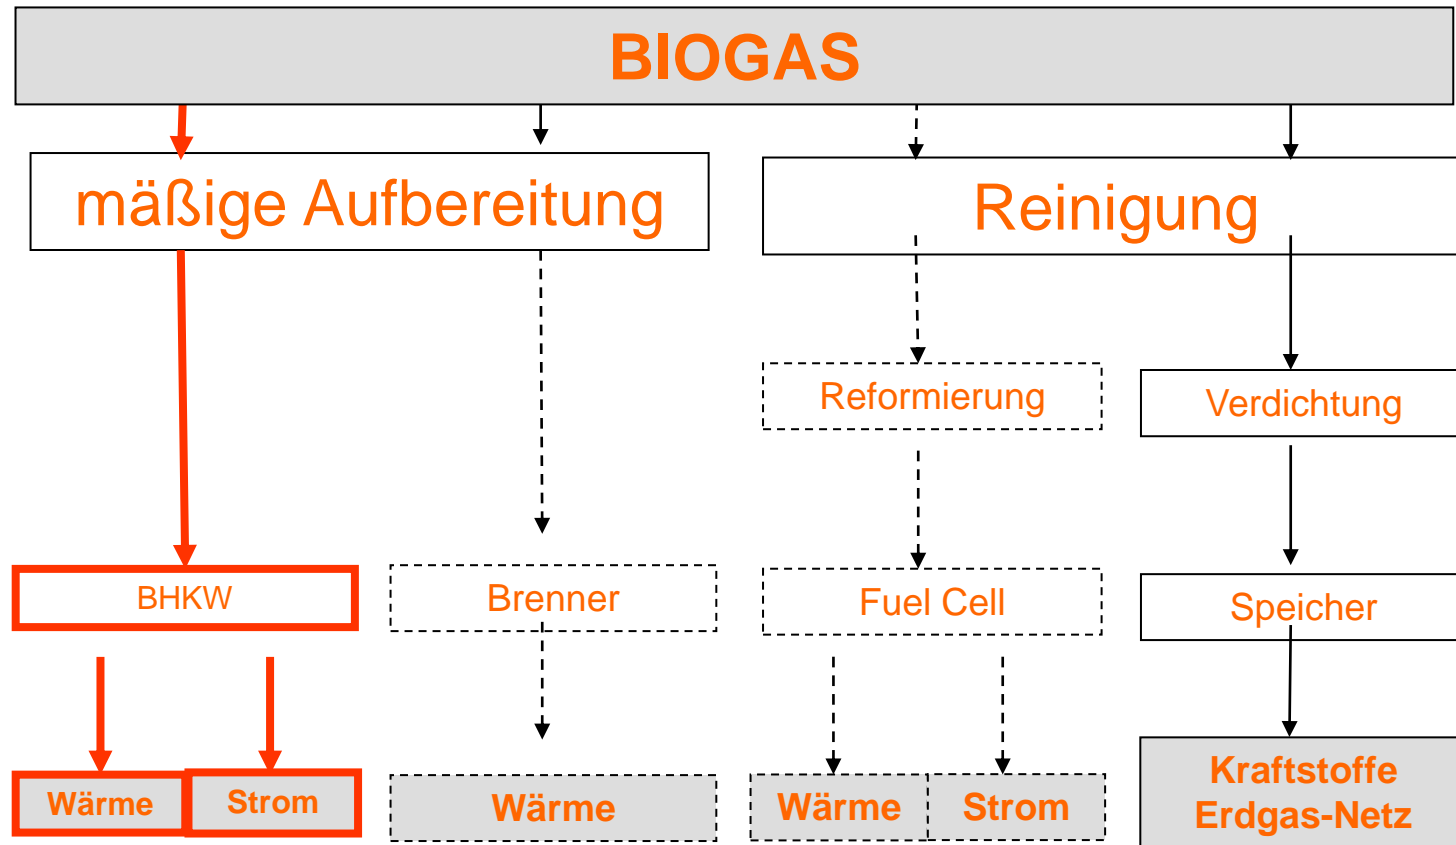 BIOGAS
mäßige Aufbereitung
Reinigung
Reformierung
Verdichtung
BHKW
Brenner
Fuel Cell
Speicher
Wärme
Strom
Wärme
Wärme
Strom
Kraftstoffe
Erdgas-Netz